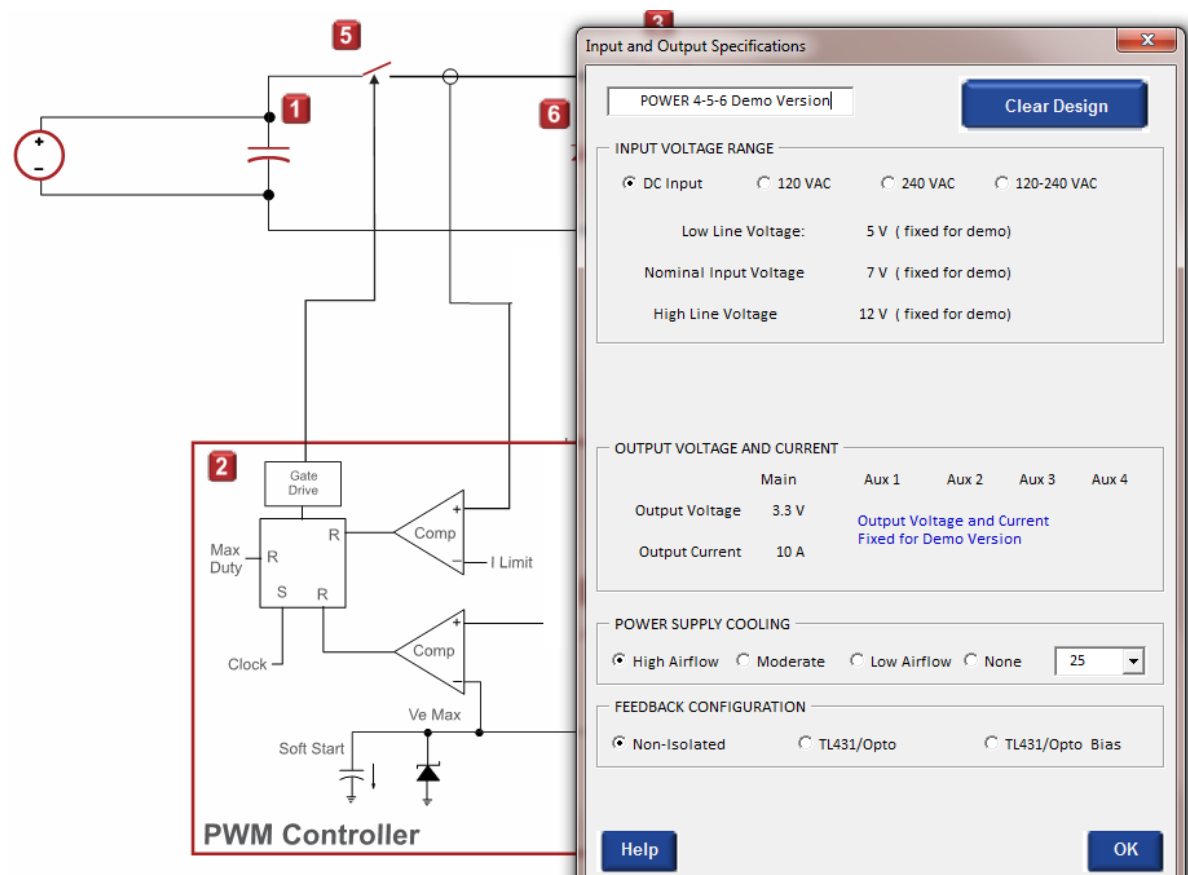 5
3
1
6
+
-
2
Gate
Drive
R
Comp
+
−
I Limit
Max
Duty
R
S R
Clock
Comp
+
−
Ve Max
Soft Start
PWM Controller
Input and Output Specifications
X
POWER 4-5-6 Demo Version
Clear Design
INPUT VOLTAGE RANGE
DC Input 120 VAC 240 VAC 120-240 VAC
Low Line Voltage: 5 V ( fixed for demo)
Nominal Input Voltage 7 V ( fixed for demo)
High Line Voltage 12 V ( fixed for demo)
OUTPUT VOLTAGE AND CURRENT
Main Aux 1 Aux 2 Aux 3 Aux 4
Output Voltage 3.3 V
Output Current 10 A
Output Voltage and Current
Fixed for Demo Version
POWER SUPPLY COOLING
High Airflow Moderate Low Airflow None 25
FEEDBACK CONFIGURATION
Non-Isolated TL431/Opto TL431/Opto Bias
Help OK